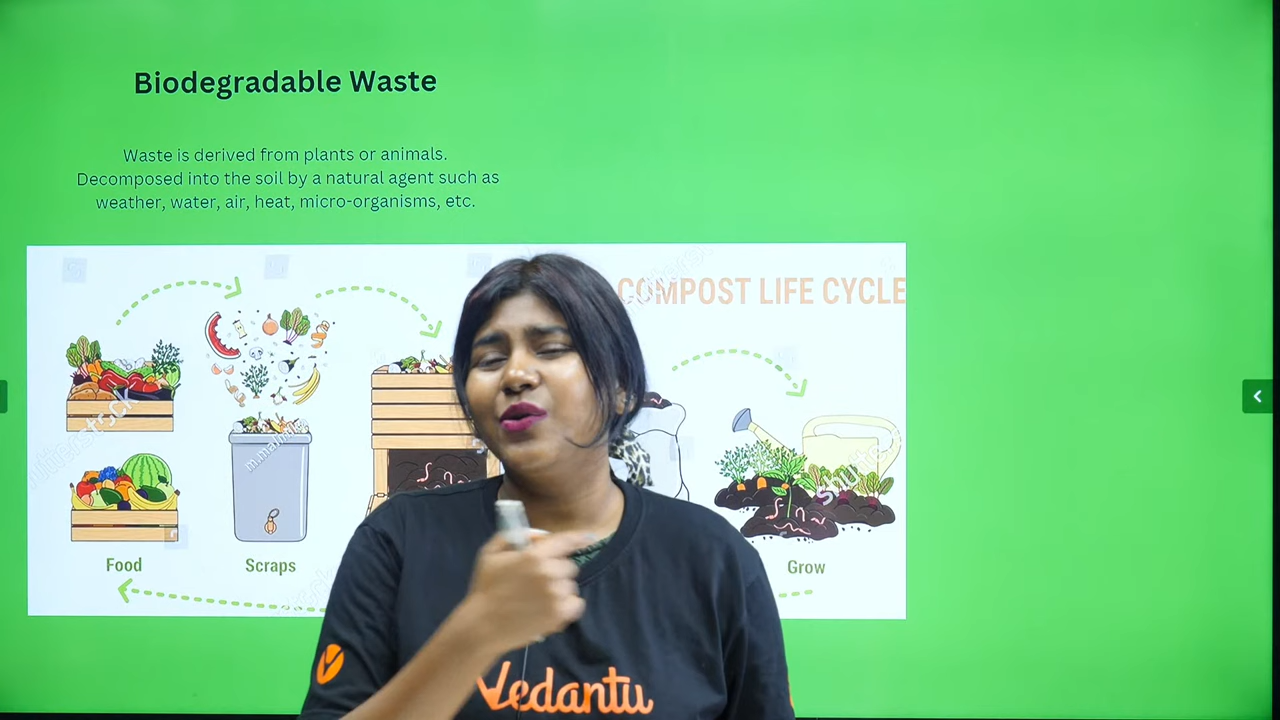 Biodegradable Waste
Waste is derived from plants or animals.
Decomposed into the soil by a natural agent such as
weather, water, air, heat, micro-organisms, etc.
COMPOST LIFE CYCLE
Food
Scraps
Grow
Vedantu